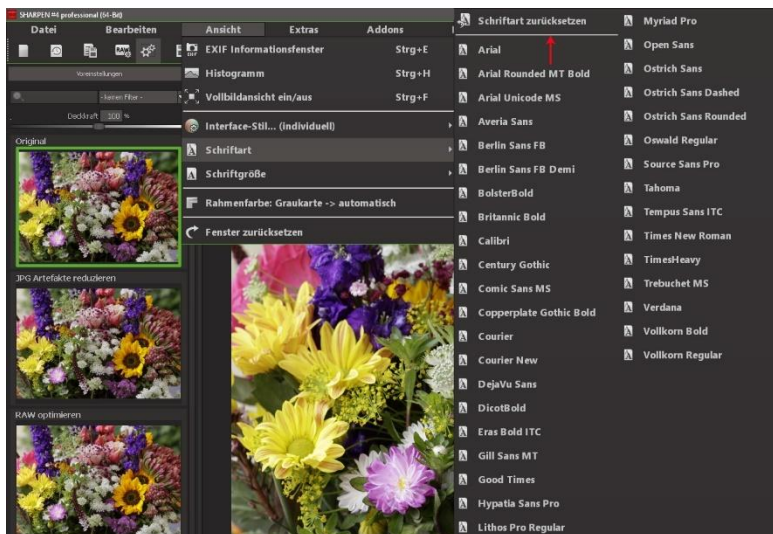 SHARPEN #4 professional (64-Bit)
Datei Bearbeiten Ansicht Extras Addons
RAW
Voreinstellungen
- keinen Filter -
Deckkraft 100 %
Original
JPG Artefakte reduzieren
RAW optimieren
EXIF Informationsfenster Strg+E
Histogramm Strg+H
Vollbildansicht ein/aus Strg+F
Interface-Stil... (individuell)
Schriftart
Schriftgröße
Rahmenfarbe: Graukarte -> automatisch
Fenster zurücksetzen
Schriftart zurücksetzen
Arial
Arial Rounded MT Bold
Arial Unicode MS
Averia Sans
Berlin Sans FB
Berlin Sans FB Demi
BolsterBold
Britannic Bold
Calibri
Century Gothic
Comic Sans MS
Copperplate Gothic Bold
Courier
Courier New
DejaVu Sans
DicotBold
Eras Bold ITC
Gill Sans MT
Good Times
Hypatia Sans Pro
Lithos Pro Regular
Myriad Pro
Open Sans
Ostrich Sans
Ostrich Sans Dashed
Ostrich Sans Rounded
Oswald Regular
Source Sans Pro
Tahoma
Tempus Sans ITC
Times New Roman
TimesHeavy
Trebuchet MS
Verdana
Vollkorn Bold
Vollkorn Regular